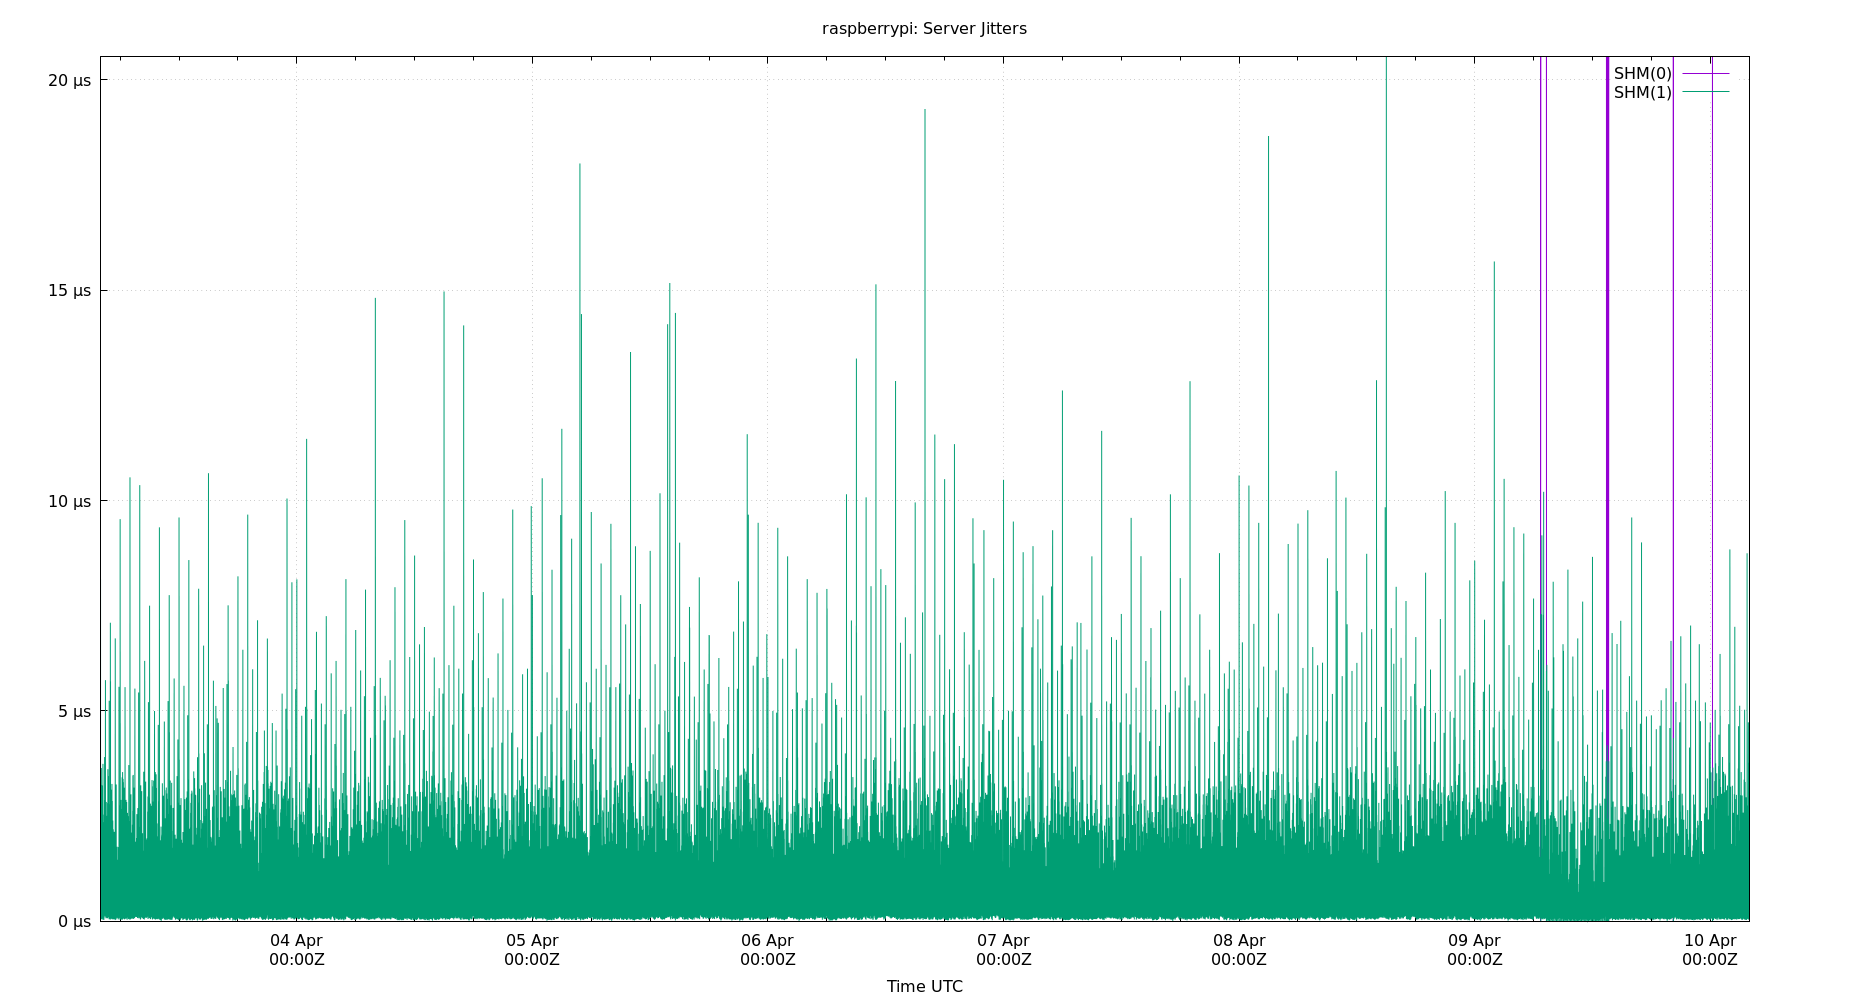 raspberrypi: Server Jitters
SHM(0)
SHM(1)
20 µs
15 µs
10 µs
5 µs
0 µs
04 Apr 05 Apr 06 Apr 07 Apr 08 Apr 09 Apr 10 Apr
00:00Z 00:00Z 00:00Z 00:00Z 00:00Z 00:00Z 00:00Z
Time UTC